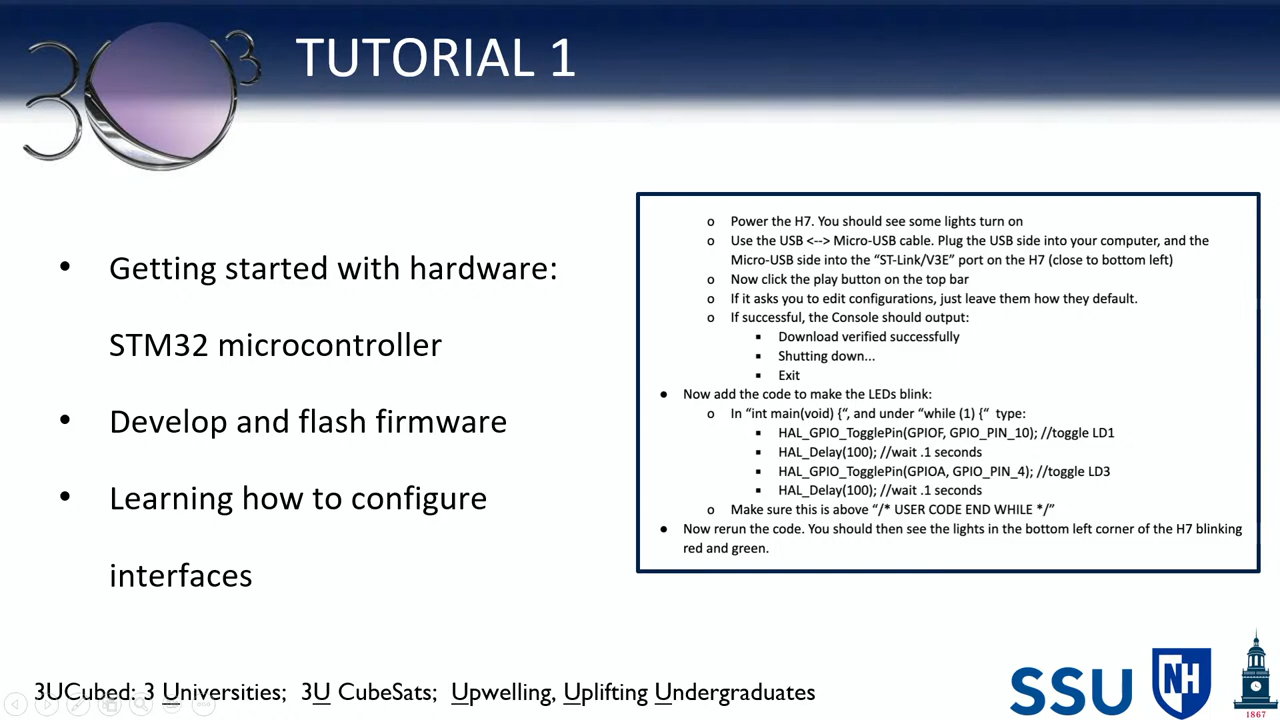 3 3
TUTORIAL 1
• Getting started with hardware:
STM32 microcontroller
• Develop and flash firmware
• Learning how to configure
interfaces
o Power the H7. You should see some lights turn on
o Use the USB <--> Micro-USB cable. Plug the USB side into your computer, and the
Micro-USB side into the “ST-Link/V3E” port on the H7 (close to bottom left)
o Now click the play button on the top bar
o If it asks you to edit configurations, just leave them how they default.
o If successful, the Console should output:
▪ Download verified successfully
▪ Shutting down...
▪ Exit
● Now add the code to make the LEDs blink:
o In “int main(void) {“, and under “while (1) {“ type:
▪ HAL_GPIO_TogglePin(GPIOF, GPIO_PIN_10); //toggle LD1
▪ HAL_Delay(100); //wait .1 seconds
▪ HAL_GPIO_TogglePin(GPIOA, GPIO_PIN_4); //toggle LD3
▪ HAL_Delay(100); //wait .1 seconds
o Make sure this is above “/* USER CODE END WHILE */”
● Now rerun the code. You should then see the lights in the bottom left corner of the H7 blinking
red and green.
3UCubed: 3 Universities; 3U CubeSats; Upwelling, Uplifting Undergraduates
SSU
NH
1867